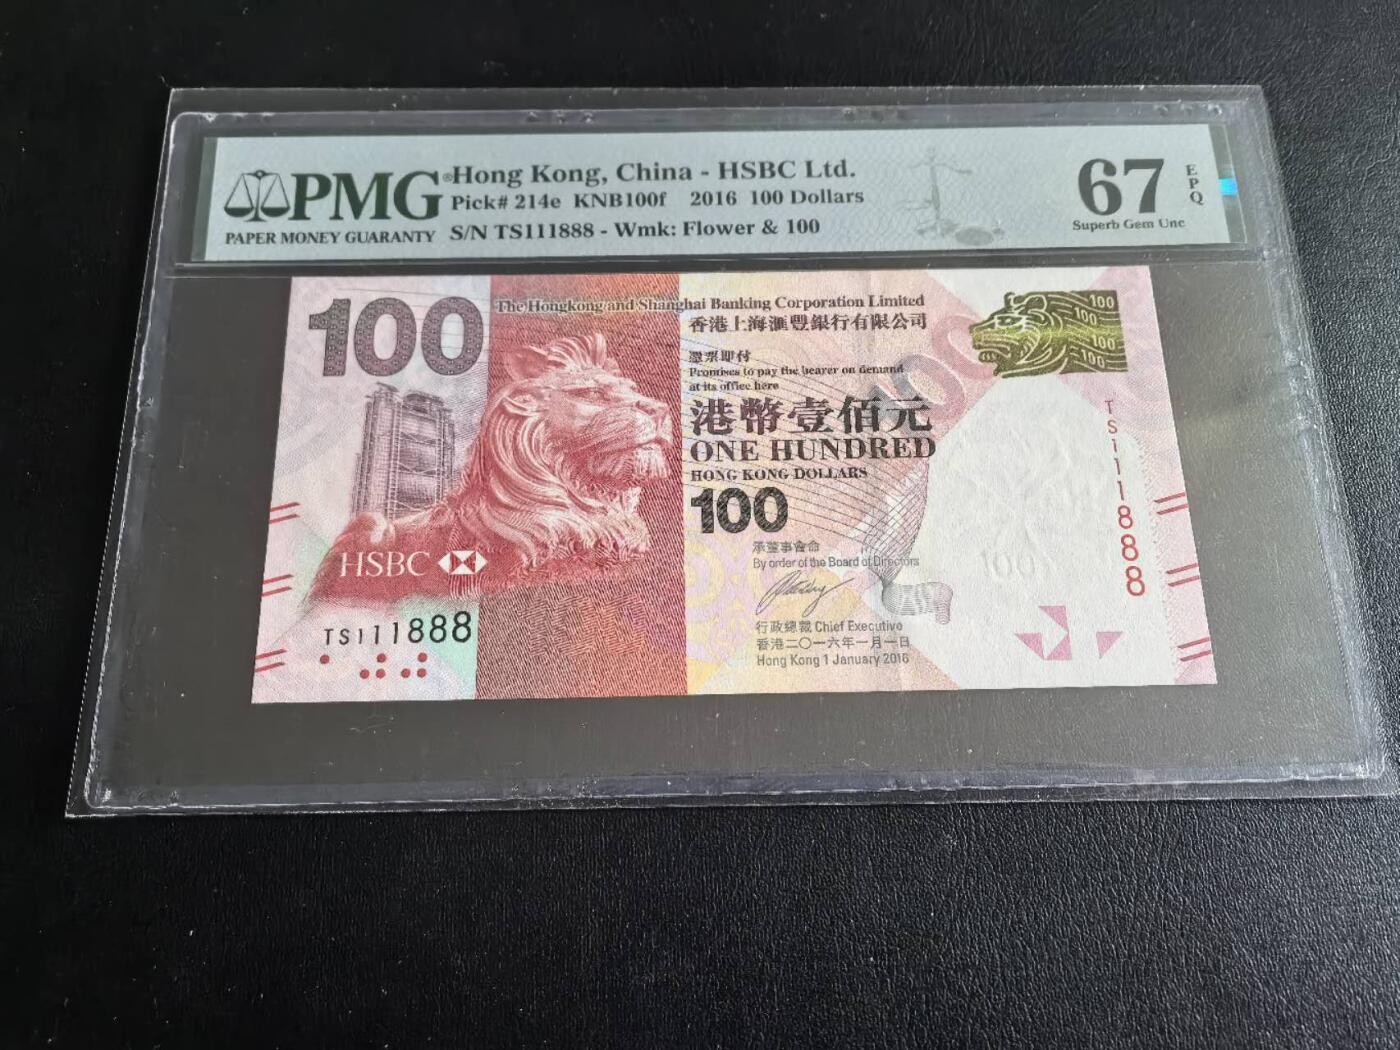 PMG
PAPER MONEY GUARANTY
Hong Kong, China - HSBC Ltd.
Pick# 214e KNB100f 2016 100 Dollars
S/N TS111888 - Wmk: Flower & 100
67
EPQ
Superb Gem Unc
100
The Hongkong and Shanghai Banking Corporation Limited
香港上海滙豐銀行有限公司
憑票即付
Promises to pay the bearer on demand
at its office here
港幣壹佰元
ONE HUNDRED
HONG KONG DOLLARS
100
承董事會命
By order of the Board of Directors
行政總裁 Chief Executive
香港二〇一六年一月一日
Hong Kong 1 January 2016
HSBC
TS111888
100
100
100
100
100
TS111888
100